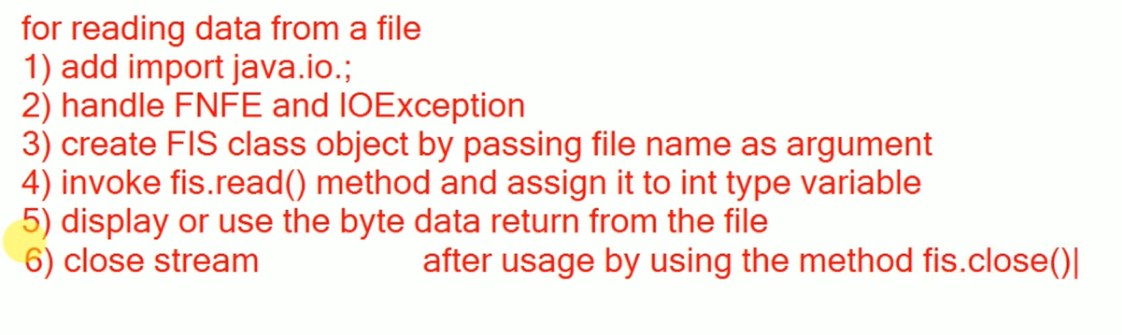 for reading data from a file
1) add import java.io.;
2) handle FNFE and IOException
3) create FIS class object by passing file name as argument
4) invoke fis.read() method and assign it to int type variable
5) display or use the byte data return from the file
6) close stream after usage by using the method fis.close()|